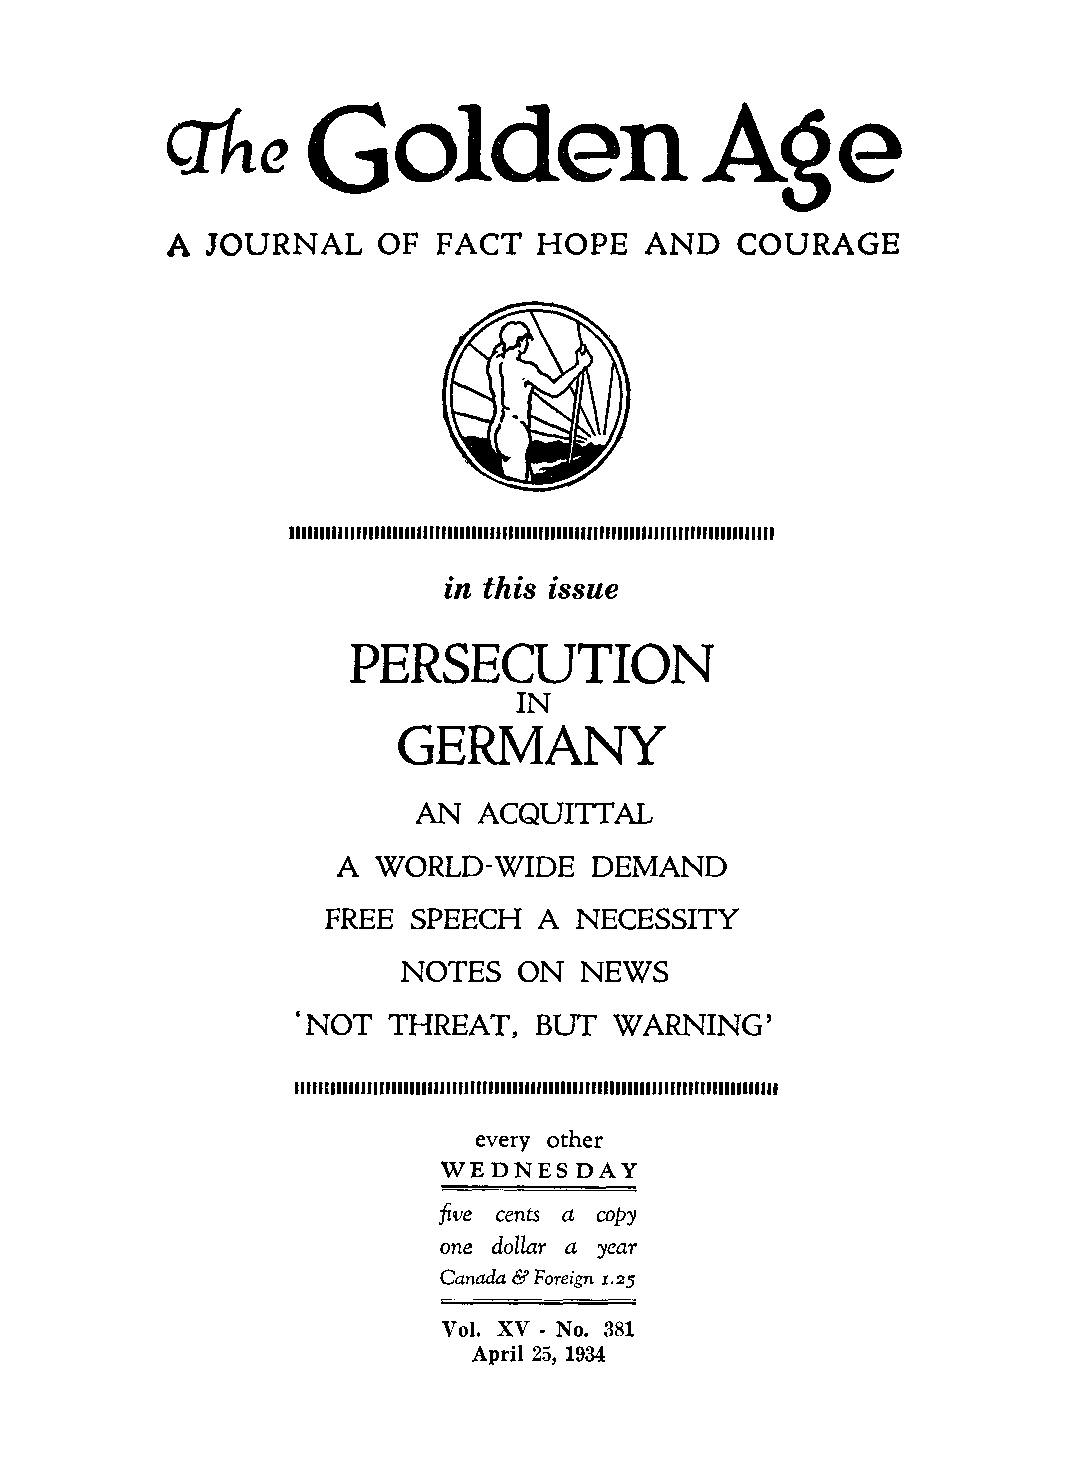 The Golden Age
A JOURNAL OF FACT HOPE AND COURAGE
in this issue
PERSECUTION
IN
GERMANY
AN ACQUITTAL
A WORLD-WIDE DEMAND
FREE SPEECH A NECESSITY
NOTES ON NEWS
'NOT THREAT, BUT WARNING'
every other
WEDNESDAY
five cents a copy
one dollar a year
Canada & Foreign 1.25
Vol. XV - No. 381
April 25, 1934